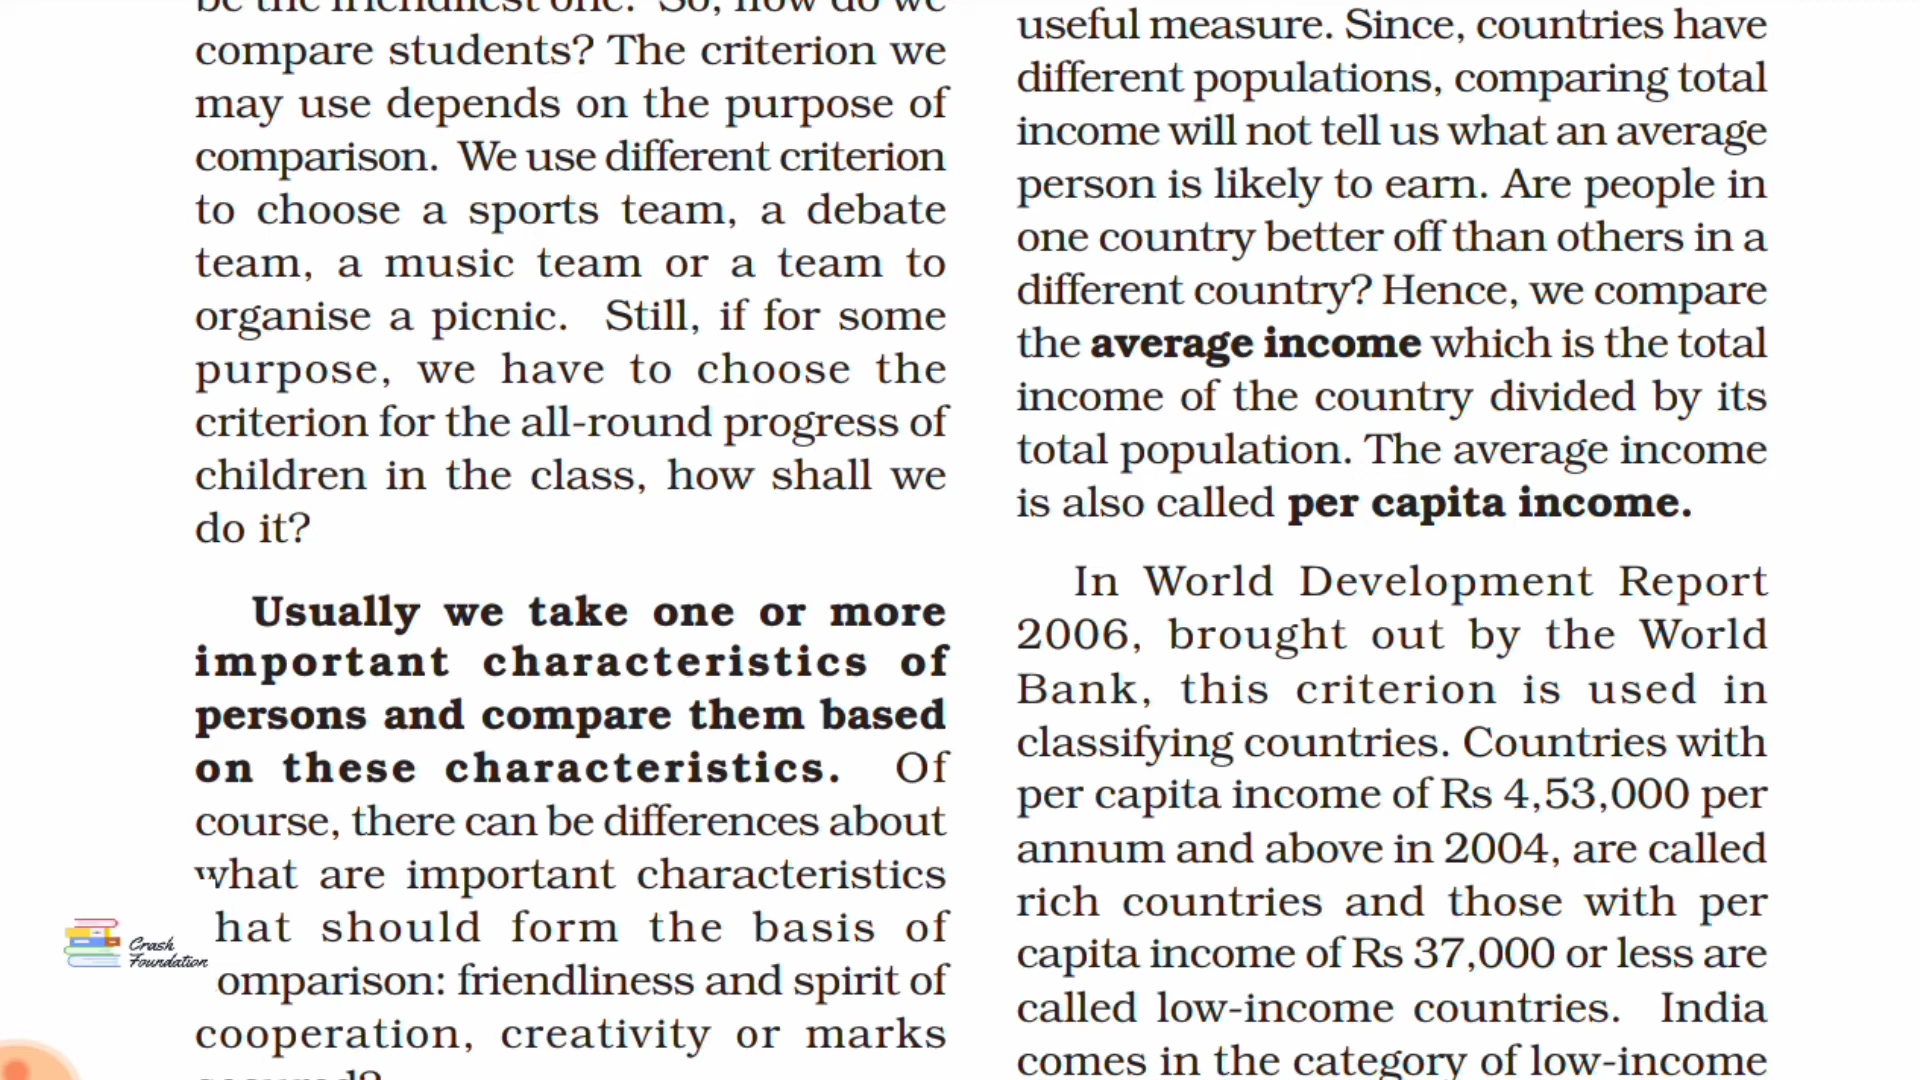 be the friendliest one. So, how do we
compare students? The criterion we
may use depends on the purpose of
comparison. We use different criterion
to choose a sports team, a debate
team, a music team or a team to
organise a picnic. Still, if for some
purpose, we have to choose the
criterion for the all-round progress of
children in the class, how shall we
do it?
Usually we take one or more
important characteristics of
persons and compare them based
on these characteristics. Of
course, there can be differences about
what are important characteristics
hat should form the basis of
omparison: friendliness and spirit of
cooperation, creativity or marks
secured?
useful measure. Since, countries have
different populations, comparing total
income will not tell us what an average
person is likely to earn. Are people in
one country better off than others in a
different country? Hence, we compare
the average income which is the total
income of the country divided by its
total population. The average income
is also called per capita income.
In World Development Report
2006, brought out by the World
Bank, this criterion is used in
classifying countries. Countries with
per capita income of Rs 4,53,000 per
annum and above in 2004, are called
rich countries and those with per
capita income of Rs 37,000 or less are
called low-income countries. India
comes in the category of low-income
Crash
Foundation